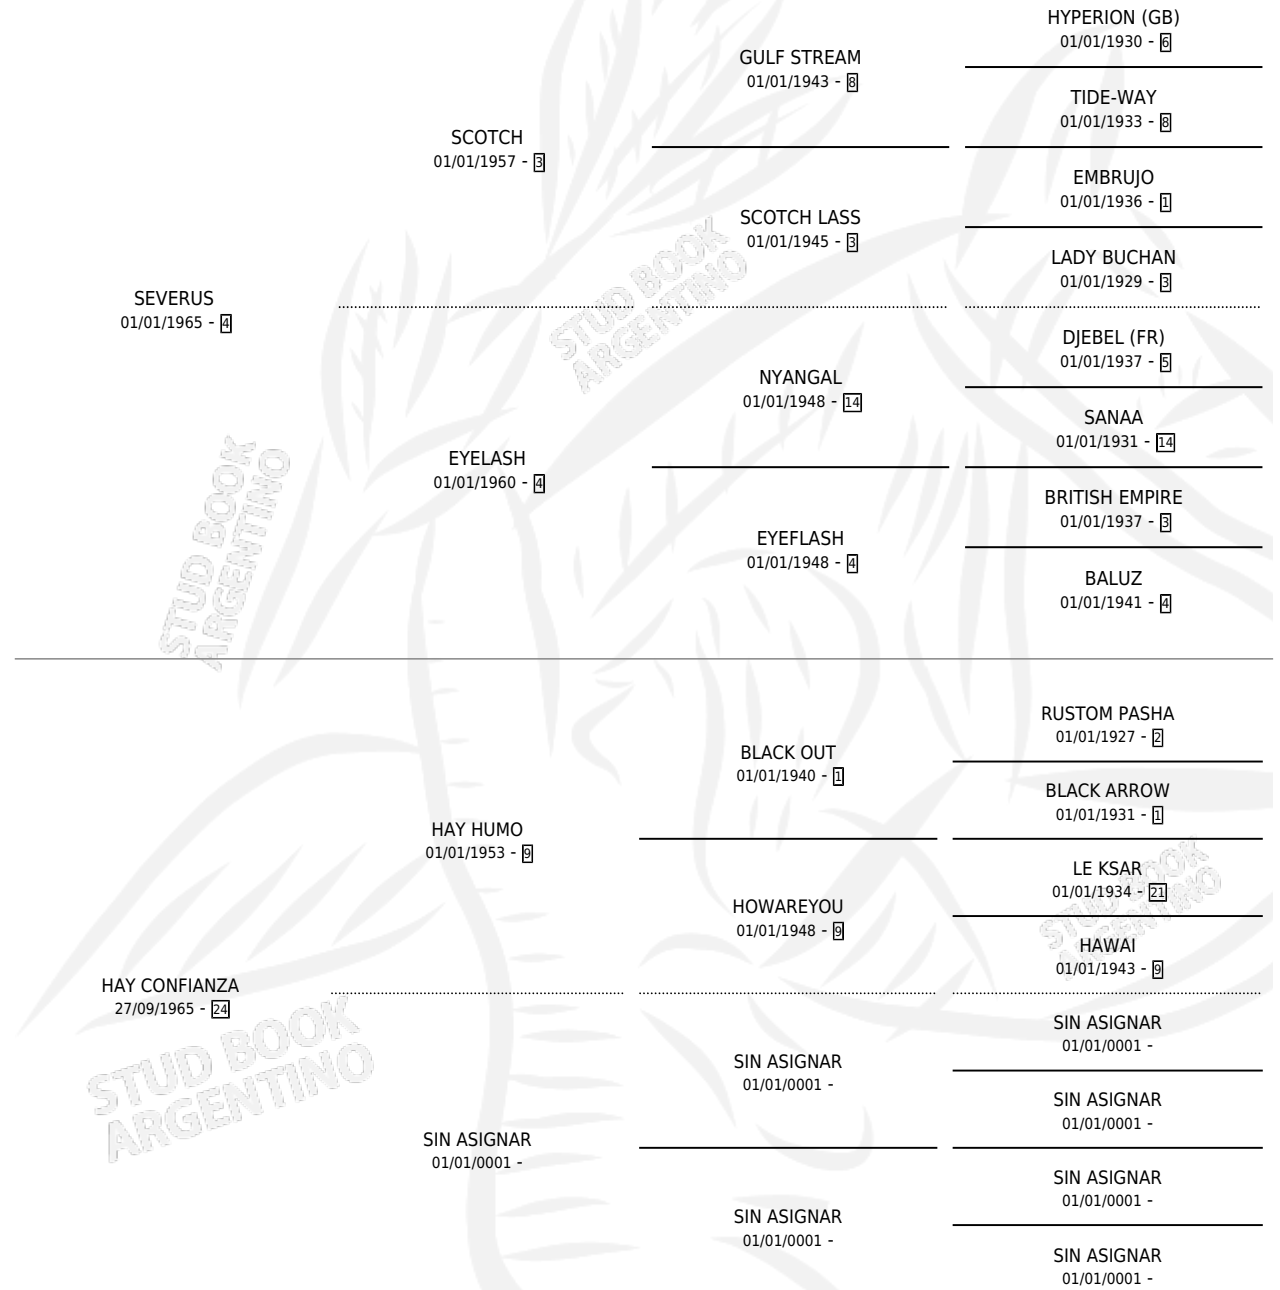 HYPERION (GB)
01/01/1930 - 6
GULF STREAM
01/01/1943 - 8
TIDE-WAY
01/01/1933 - 8
SCOTCH
01/01/1957 - 3
EMBRUJO
01/01/1936 - 1
SCOTCH LASS
01/01/1945 - 3
LADY BUCHAN
01/01/1929 - 3
SEVERUS
01/01/1965 - 4
STUD BOOK
ARGENTINO
DJEBEL (FR)
01/01/1937 - 5
NYANGAL
01/01/1948 - 14
SANAA
01/01/1931 - 14
EYELASH
01/01/1960 - 4
BRITISH EMPIRE
01/01/1937 - 3
EYEFLASH
01/01/1948 - 4
BALUZ
01/01/1941 - 4
STUD BOOK
ARGENTINO
RUSTOM PASHA
01/01/1927 - 2
BLACK OUT
01/01/1940 - 1
BLACK ARROW
01/01/1931 - 1
HAY HUMO
01/01/1953 - 9
LE KSAR
01/01/1934 - 21
HOWAREYOU
01/01/1948 - 9
STUD BOOK
ARGENTINO
HAWAI
01/01/1943 - 9
HAY CONFIANZA
27/09/1965 - 24
STUD BOOK
ARGENTINO
SIN ASIGNAR
01/01/0001 -
SIN ASIGNAR
01/01/0001 -
SIN ASIGNAR
01/01/0001 -
SIN ASIGNAR
01/01/0001 -
SIN ASIGNAR
01/01/0001 -
SIN ASIGNAR
01/01/0001 -
SIN ASIGNAR
01/01/0001 -